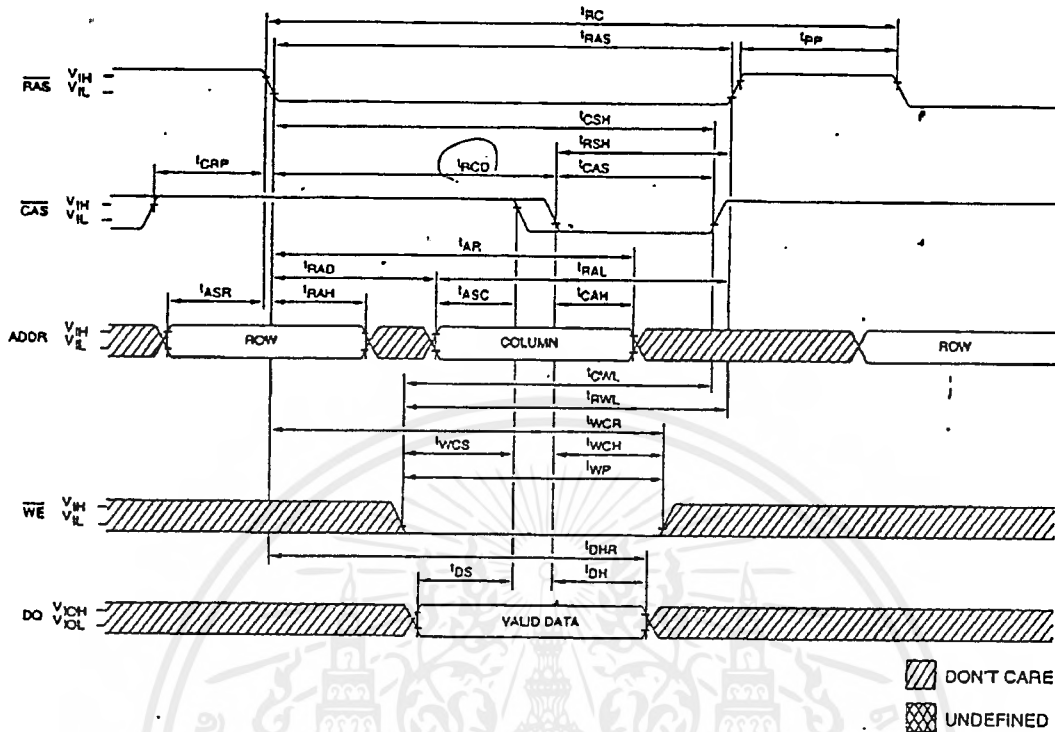 tRC
tRAS
tPP
RAS VIH
VIL
tCSH
tRSH
tCRP
tRCD
tCAS
CAS VIH
VIL
tAR
tRAD
tRAL
tASR
tRAH
tASC
tCAH
ADDR VIH
VIL
ROW
COLUMN
ROW
tCWL
tRWL
tWCR
tWCS
tWCH
tWP
WE VIH
VIL
tDHR
tDS
tDH
DQ VIOH
VIOL
VALID DATA
DON'T CARE
UNDEFINED